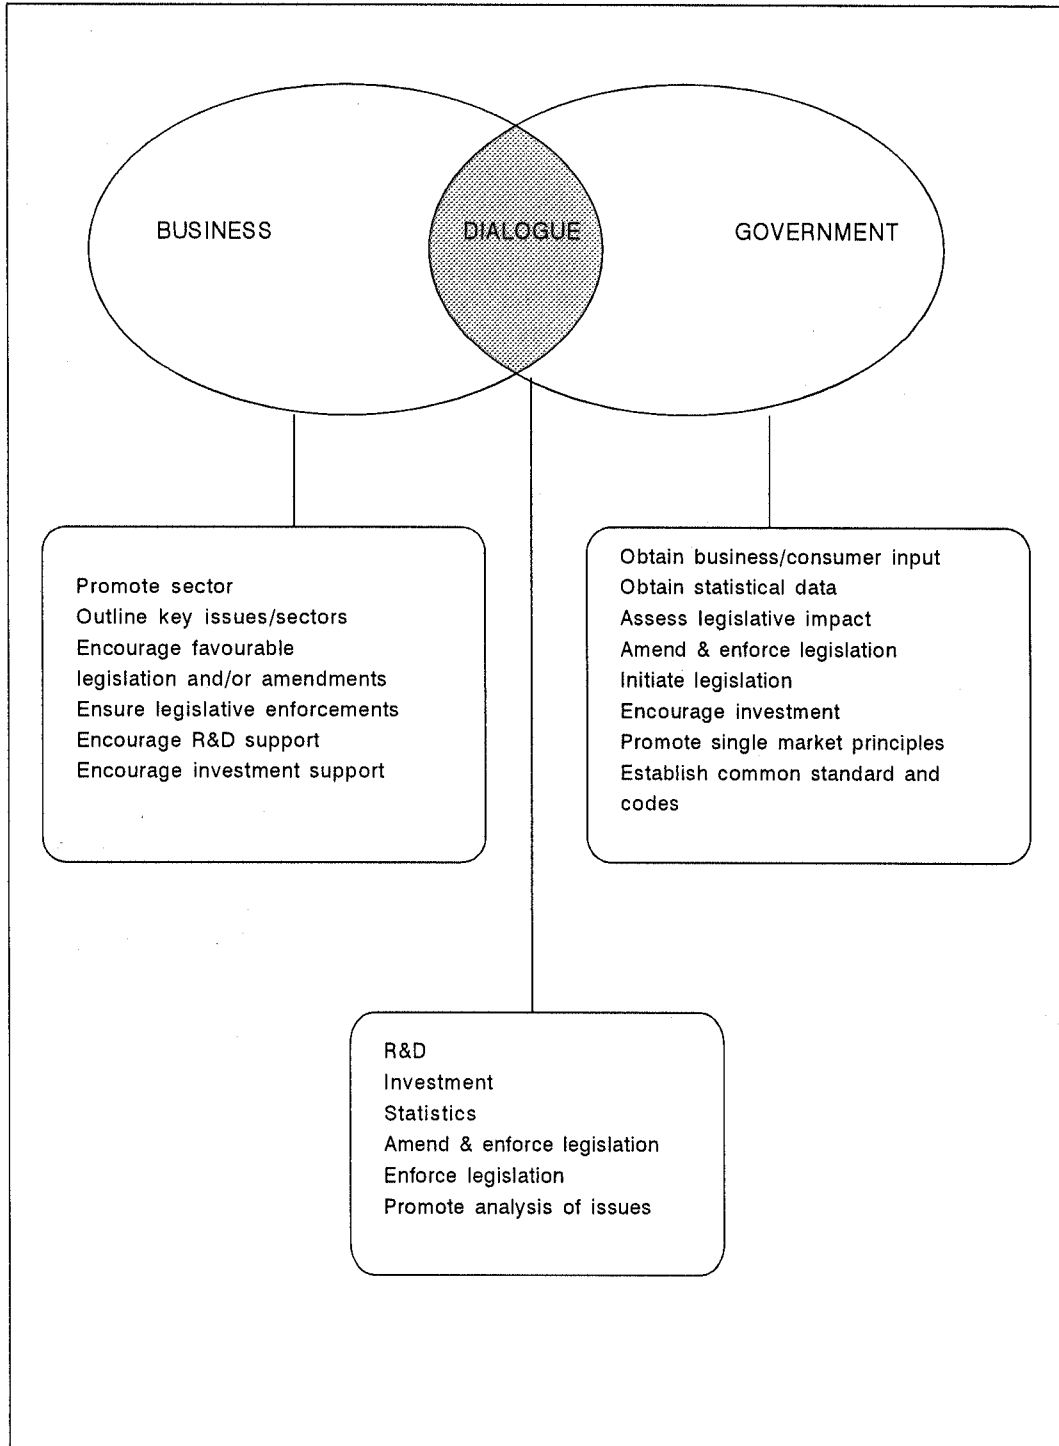 BUSINESS
DIALOGUE
GOVERNMENT
Promote sector
Outline key issues/sectors
Encourage favourable
legislation and/or amendments
Ensure legislative enforcements
Encourage R&D support
Encourage investment support
Obtain business/consumer input
Obtain statistical data
Assess legislative impact
Amend & enforce legislation
Initiate legislation
Encourage investment
Promote single market principles
Establish common standard and
codes
R&D
Investment
Statistics
Amend & enforce legislation
Enforce legislation
Promote analysis of issues